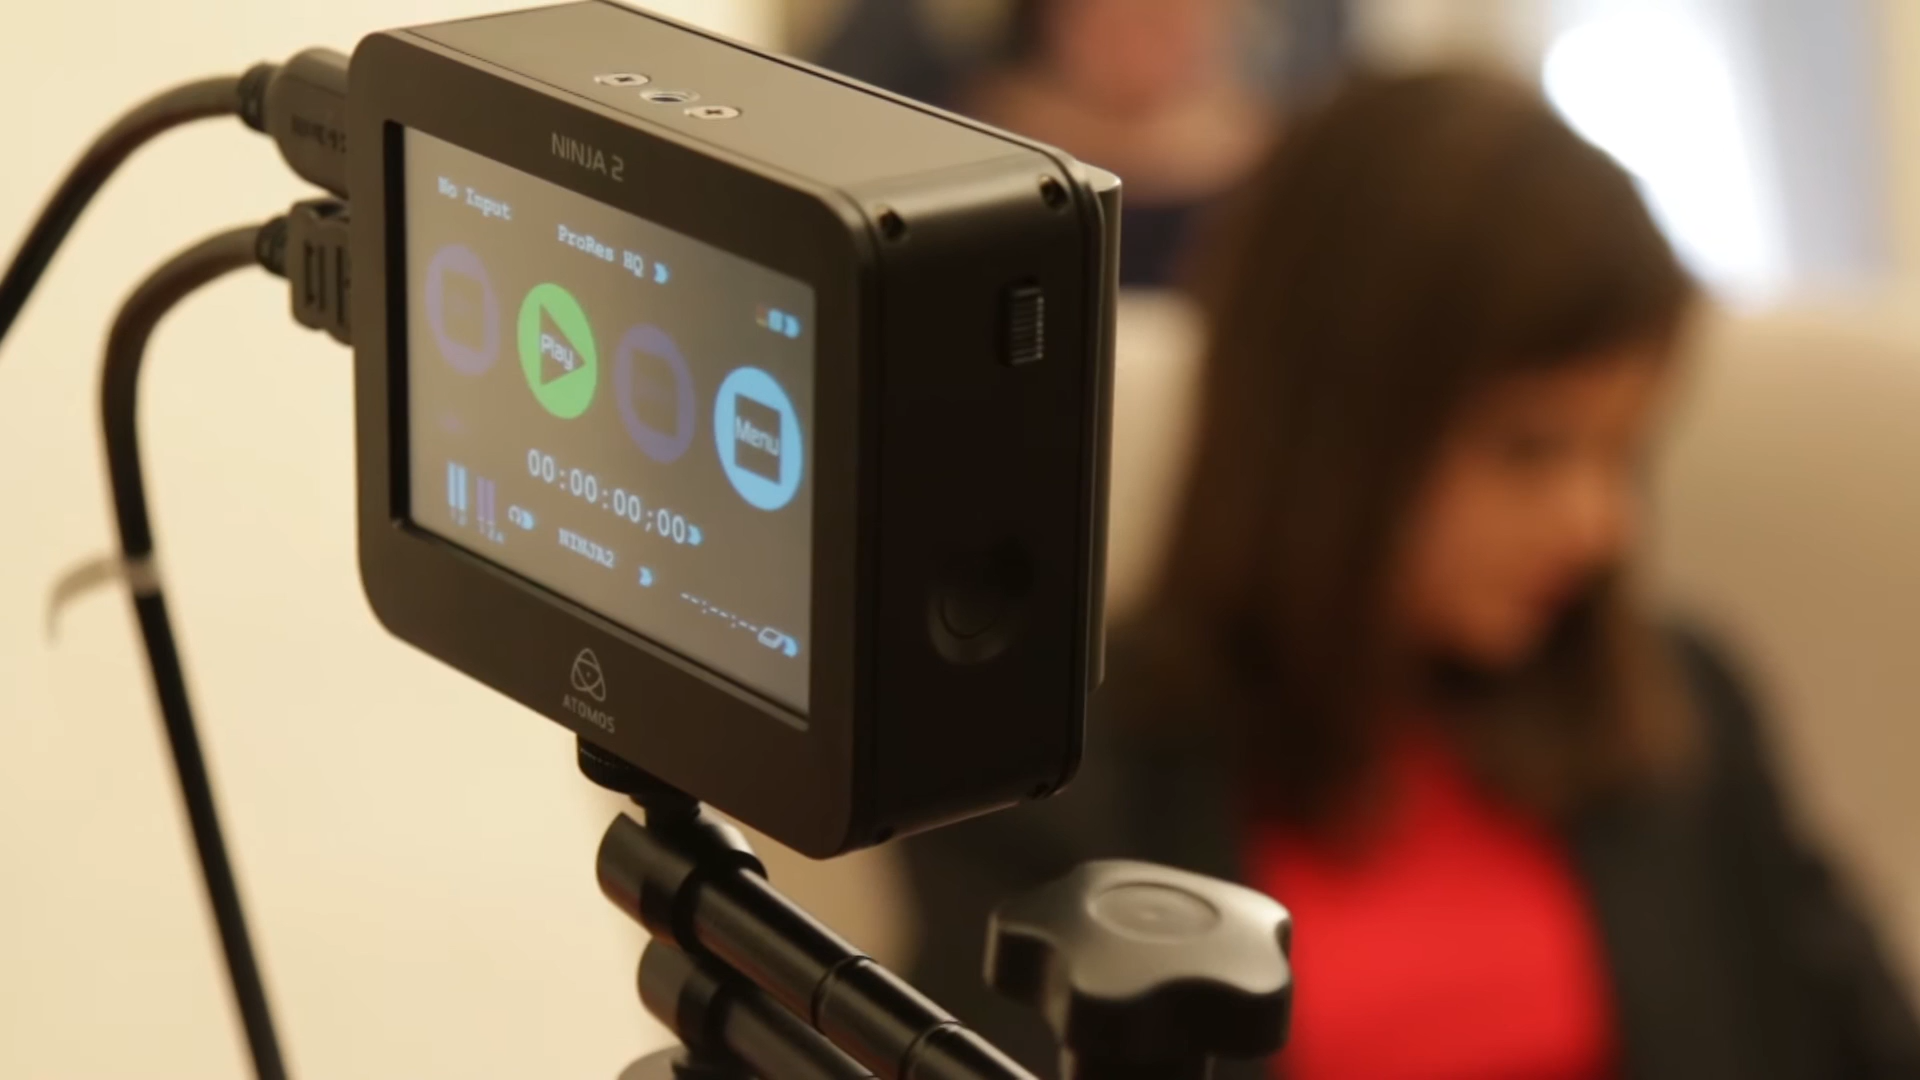 NINJA 2
No Input
ProRes HQ
Play
Menu
00:00:00;00
NINJA2
--:--:--
ATOMOS